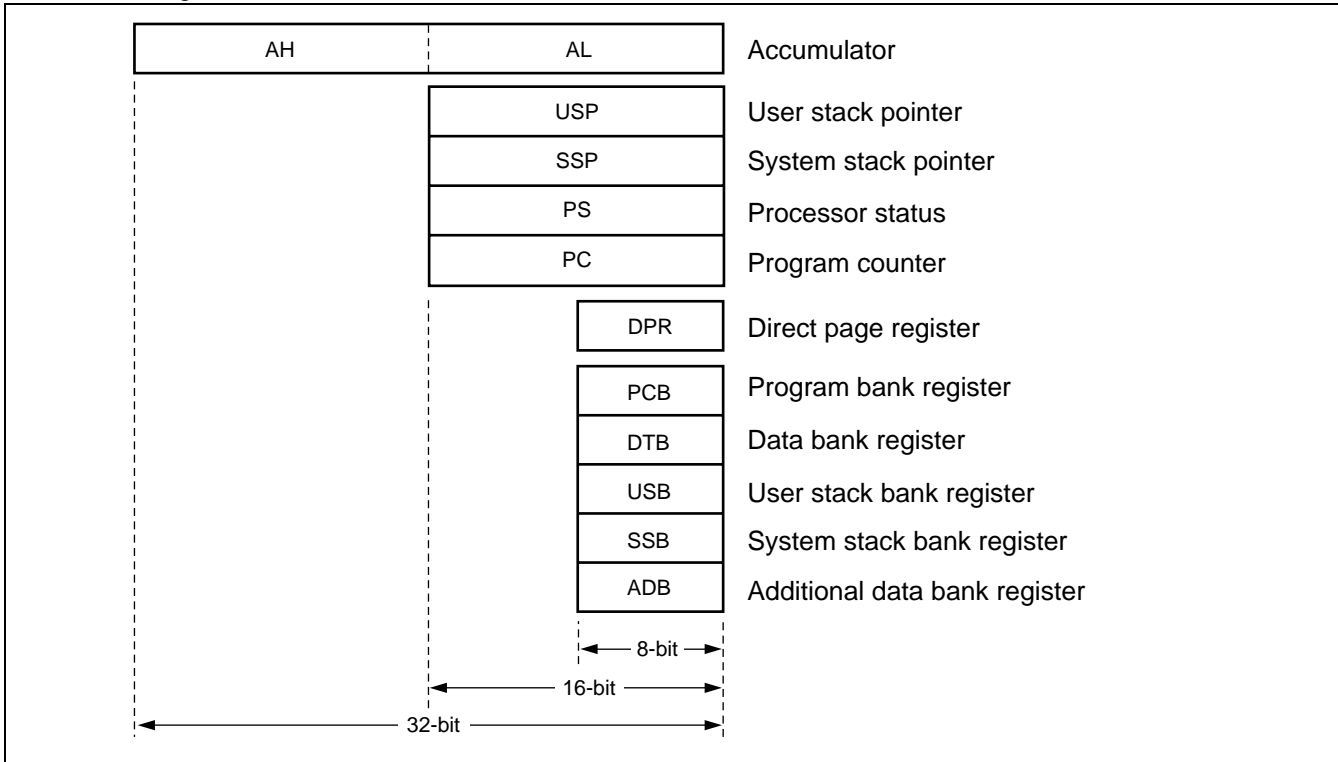 AH AL Accumulator
USP User stack pointer
SSP System stack pointer
PS Processor status
PC Program counter
DPR Direct page register
PCB Program bank register
DTB Data bank register
USB User stack bank register
SSB System stack bank register
ADB Additional data bank register
8-bit
16-bit
32-bit